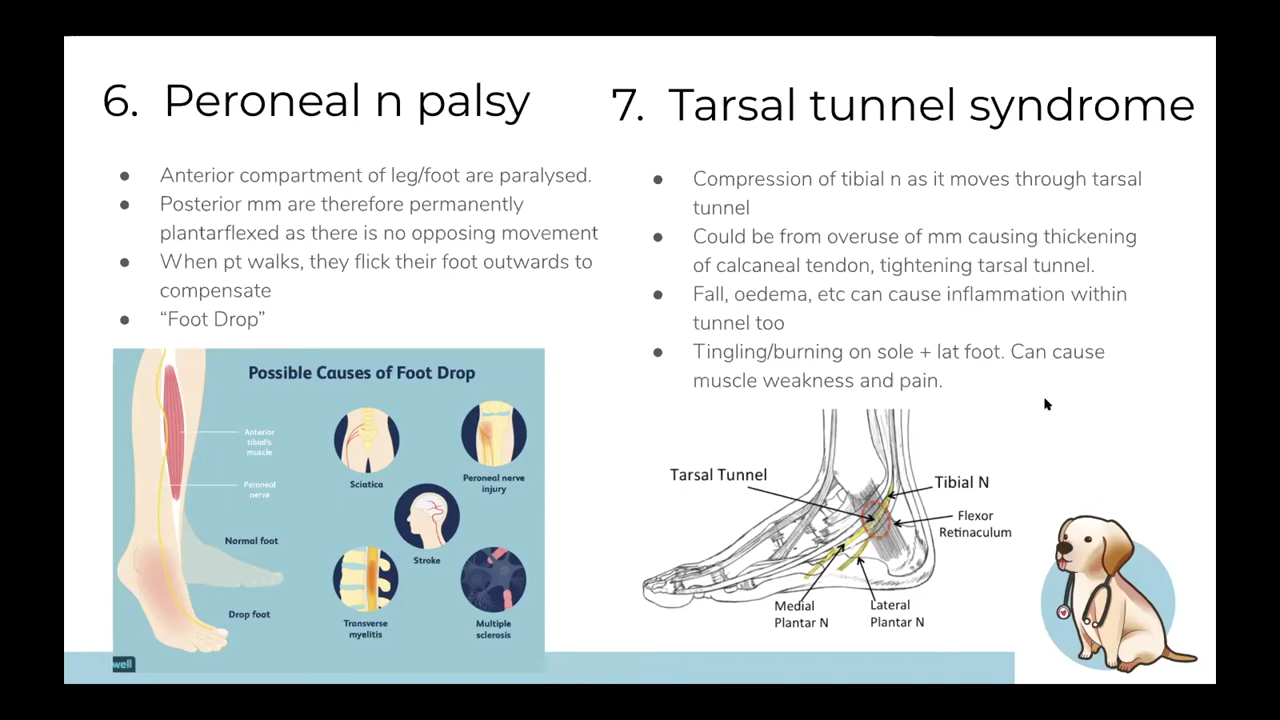 6. Peroneal n palsy
Anterior compartment of leg/foot are paralysed.
Posterior mm are therefore permanently
plantarflexed as there is no opposing movement
When pt walks, they flick their foot outwards to
compensate
“Foot Drop”
Possible Causes of Foot Drop
Anterior
tibialis
muscle
Peroneal
nerve
Normal foot
Drop foot
Sciatica
Peroneal nerve
injury
Stroke
Transverse
myelitis
Multiple
sclerosis
well
7. Tarsal tunnel syndrome
Compression of tibial n as it moves through tarsal
tunnel
Could be from overuse of mm causing thickening
of calcaneal tendon, tightening tarsal tunnel.
Fall, oedema, etc can cause inflammation within
tunnel too
Tingling/burning on sole + lat foot. Can cause
muscle weakness and pain.
Tarsal Tunnel
Tibial N
Flexor
Retinaculum
Medial
Plantar N
Lateral
Plantar N